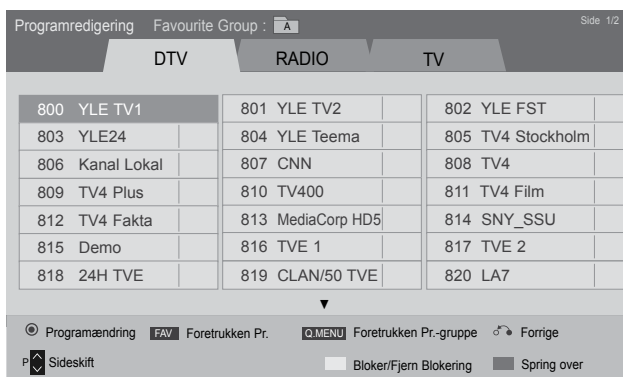 Programredigering Favourite Group : A Side 1/2
DTV RADIO TV
800 YLE TV1 801 YLE TV2 802 YLE FST
803 YLE24 804 YLE Teema 805 TV4 Stockholm
806 Kanal Lokal 807 CNN 808 TV4
809 TV4 Plus 810 TV400 811 TV4 Film
812 TV4 Fakta 813 MediaCorp HD5 814 SNY_SSU
815 Demo 816 TVE 1 817 TVE 2
818 24H TVE 819 CLAN/50 TVE 820 LA7
Programændring FAV Foretrukken Pr. Q.MENU Foretrukken Pr.-gruppe Forrige
P Sideskift Bloker/Fjern Blokering Spring over